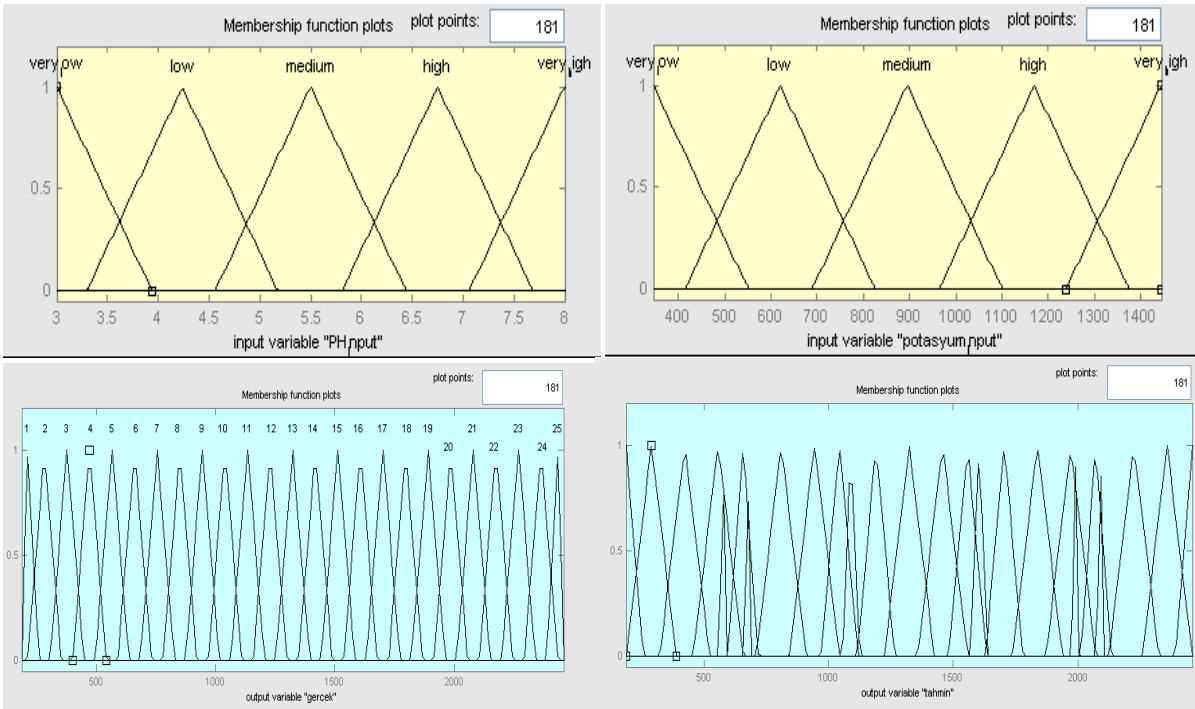 Membership function plots plot points: 181
very low low medium high very high
1
0.5
0
3 3.5 4 4.5 5 5.5 6 6.5 7 7.5 8
input variable "PH input"
Membership function plots plot points: 181
very low low medium high very high
1
0.5
0
400 500 600 700 800 900 1000 1100 1200 1300 1400
input variable "potasyum input"
plot points: 181
Membership function plots
1 2 3 4 5 6 7 8 9 10 11 12 13 14 15 16 17 18 19 20 21 22 23 24 25
1
0.5
0
500 1000 1500 2000
output variable "gercek"
plot points: 181
Membership function plots
1
0.5
0
500 1000 1500 2000
output variable "tahmin"